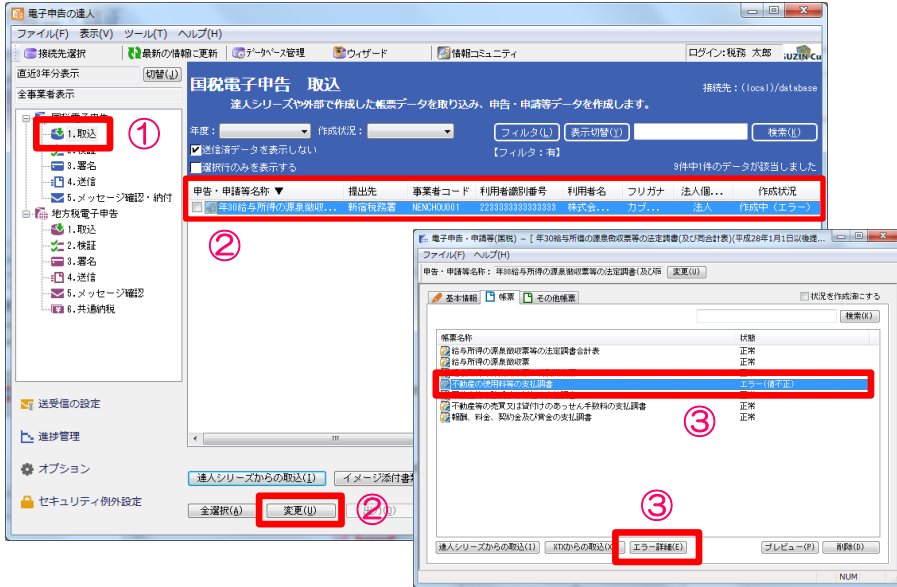 電子申告の達人
ファイル(F) 表示(V) ツール(T) ヘルプ(H)
接続先選択 最新の情報に更新 データベース管理 ウィザード 情報コミュニティ ログイン:税務 太郎
直近3年分表示 切替(J)
全事業者表示
国税電子申告
1.取込
①
3.署名
4.送信
5.メッセージ確認・納付
地方税電子申告
1.取込
2.検証
3.署名
4.送信
5.メッセージ確認
6.共通納税
送受信の設定
進捗管理
オプション
セキュリティ例外設定
国税電子申告 取込
接続先:(local)/database
達人シリーズや外部で作成した帳票データを取り込み、申告・申請等データを作成します。
年度: 作成状況: フィルタ(L) 表示切替(Y) 検索(K)
送信済データを表示しない 【フィルタ:有】
選択行のみを表示する 3件中1件のデータが該当しました
申告・申請等名称 ▼ 提出先 事業者コード 利用者識別番号 利用者名 フリガナ 法人個... 作成状況
年30給与所得の源泉徴収... 新宿税務署 NENCHOU001 2233333333333333 株式会... カブ... 法人 作成中(エラー)
②
達人シリーズからの取込(I) イメージ添付書
全選択(A) 変更(U) ②
電子申告・申請等(国税) - [ 年30給与所得の源泉徴収票等の法定調書(及び同合計表)(平成28年1月1日以後提...
ファイル(F) ヘルプ(H)
申告・申請等名称: 年30給与所得の源泉徴収票等の法定調書(及び同 変更(U)
基本情報 帳票 その他帳票 状況を作成済にする
検索(K)
帳票名称 状態
給与所得の源泉徴収票等の法定調書合計表 正常
給与所得の源泉徴収票 正常
不動産の使用料等の支払調書 エラー(値不正)
不動産等の売買又は貸付けのあっせん手数料の支払調書 正常
報酬、料金、契約金及び賞金の支払調書 正常
③
③
達人シリーズからの取込(I) XTXからの取込(X) エラー詳細(E) プレビュー(P) 削除(D)
NUM